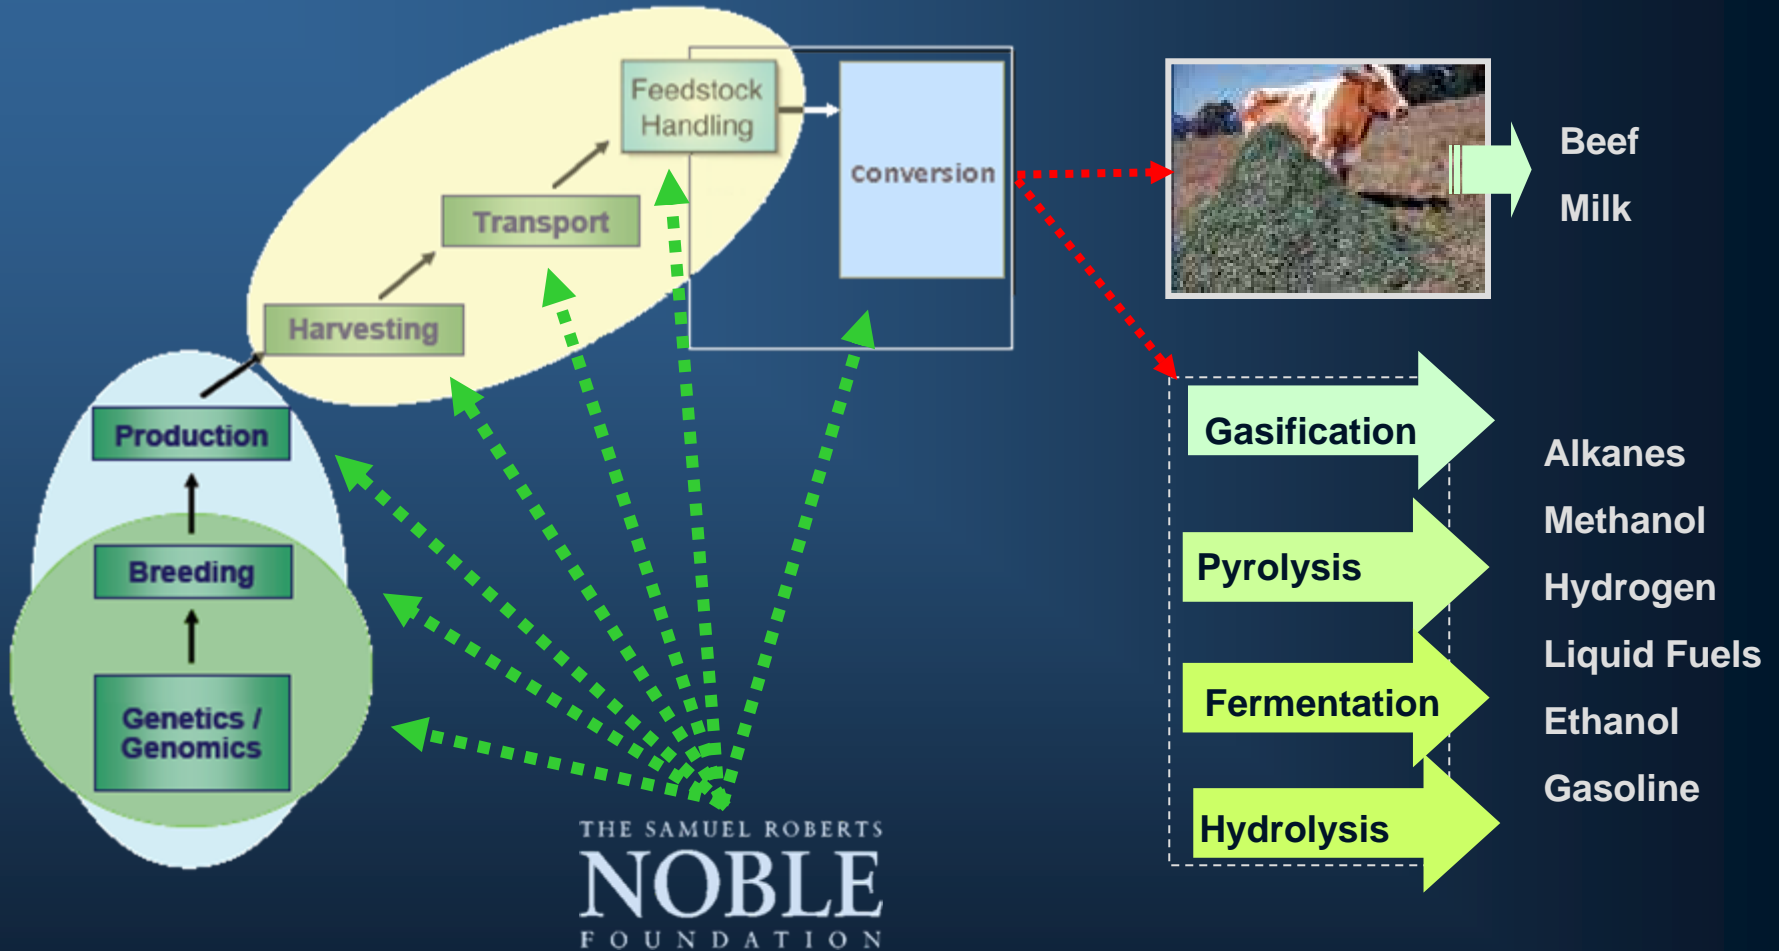 Feedstock
Handling
Conversion
Transport
Harvesting
Production
Breeding
Genetics /
Genomics
Beef
Milk
Gasification
Pyrolysis
Fermentation
Hydrolysis
Alkanes
Methanol
Hydrogen
Liquid Fuels
Ethanol
Gasoline
THE SAMUEL ROBERTS
NOBLE
FOUNDATION